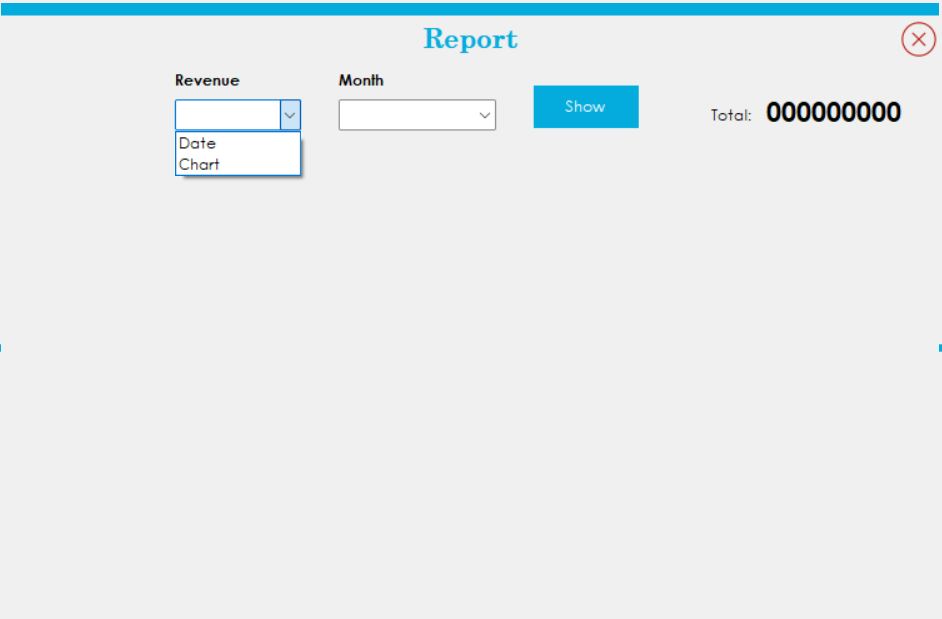 Report
Revenue
Month
Show
Total: 000000000
Date
Chart